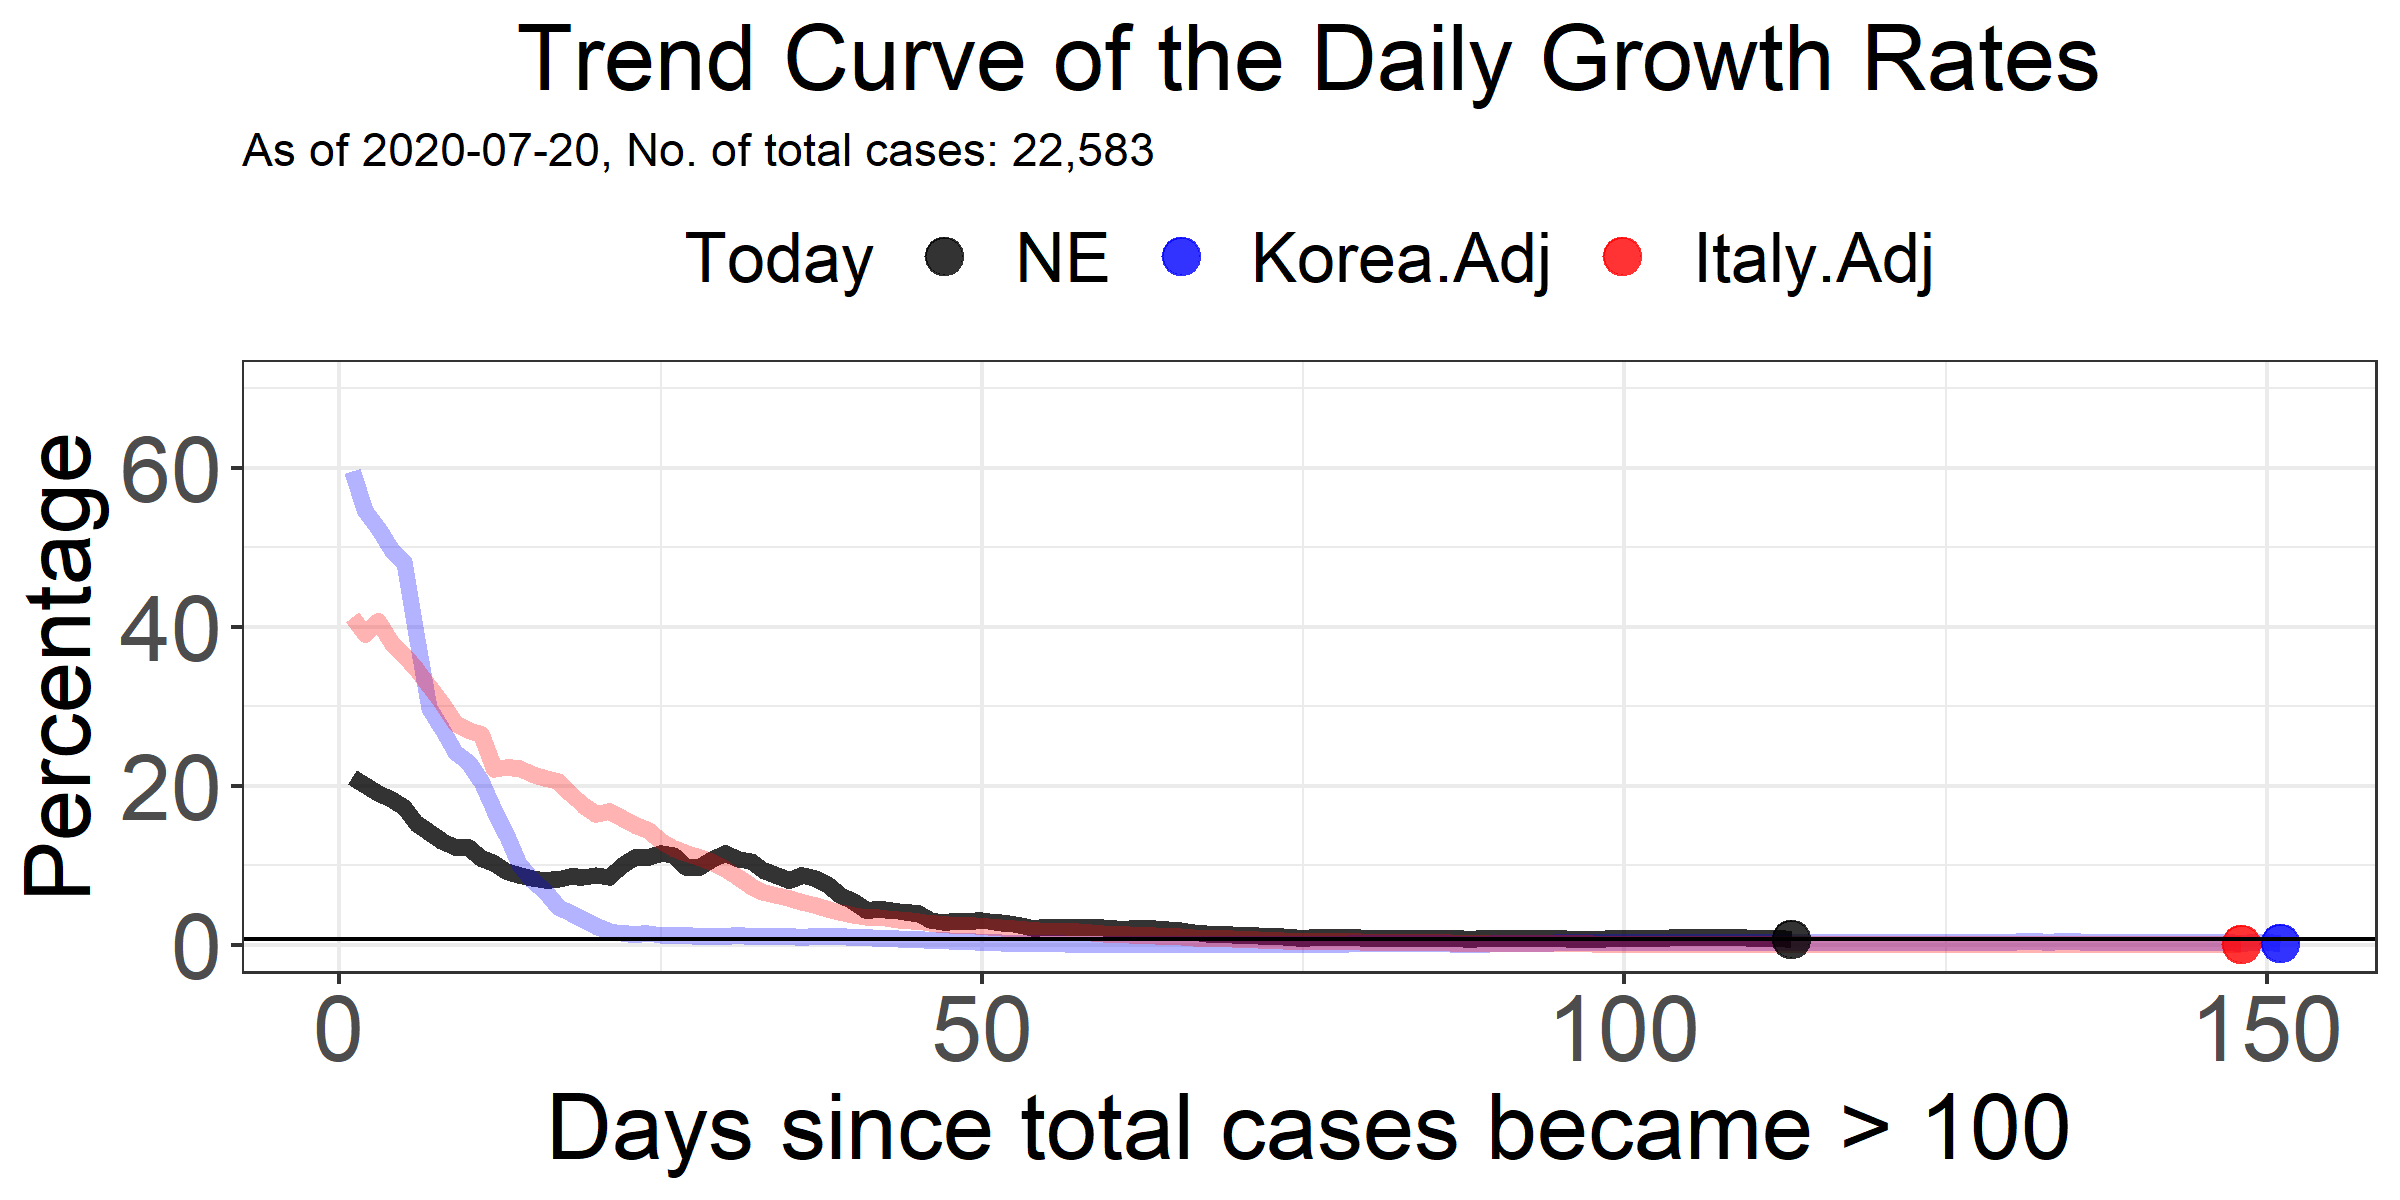 Trend Curve of the Daily Growth Rates
As of 2020-07-20, No. of total cases: 22,583
Today NE Korea.Adj Italy.Adj
Percentage
60
40
20
0
0 50 100 150
Days since total cases became > 100